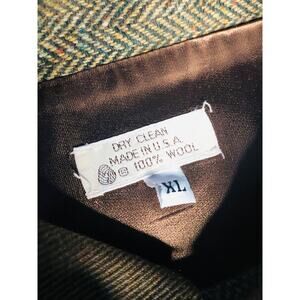 DRY CLEAN
MADE IN U.S.A.
100% WOOL
XL